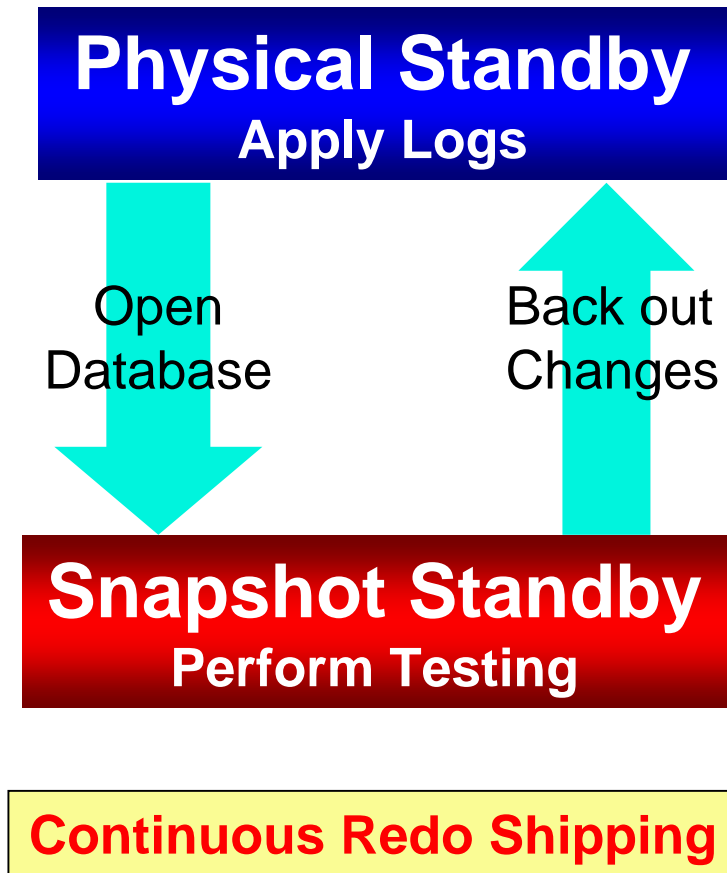 Physical Standby
Apply Logs
Open
Database
Back out
Changes
Snapshot Standby
Perform Testing
Continuous Redo Shipping